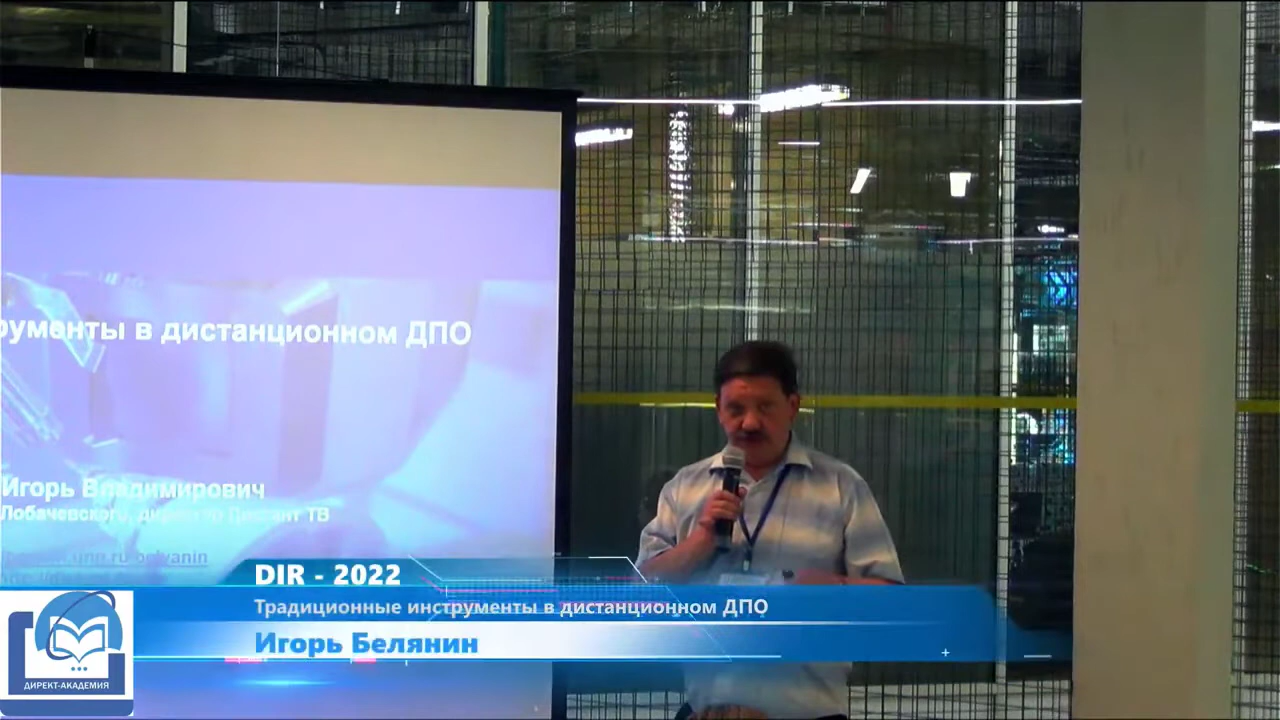 рументы в дистанционном ДПО
Игорь Владимирович
Лобачевского, директор Дистант ТВ
DIR - 2022
Традиционные инструменты в дистанционном ДПО
Игорь Белянин
ДИРЕКТ-АКАДЕМИЯ